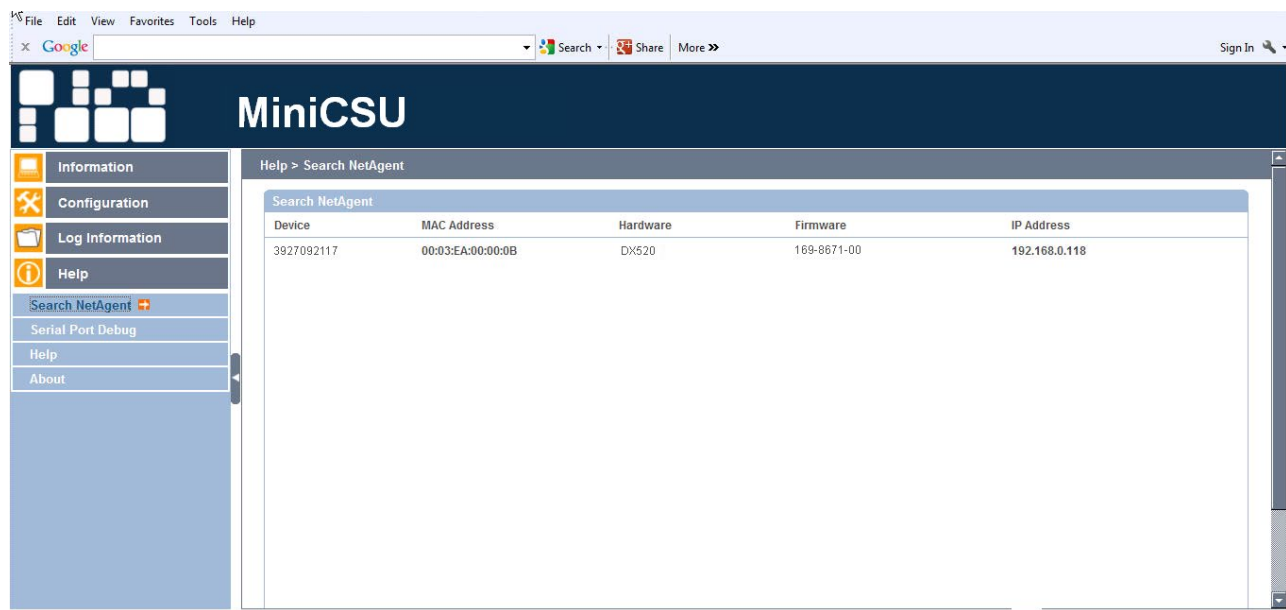 File Edit View Favorites Tools Help
x Google Search Share More »
Sign In
MiniCSU
Information
Configuration
Log Information
Help
Search NetAgent
Serial Port Debug
Help
About
Help > Search NetAgent
Search NetAgent
Device MAC Address Hardware Firmware IP Address
3927092117 00:03:EA:00:00:0B DX520 169-8671-00 192.168.0.118